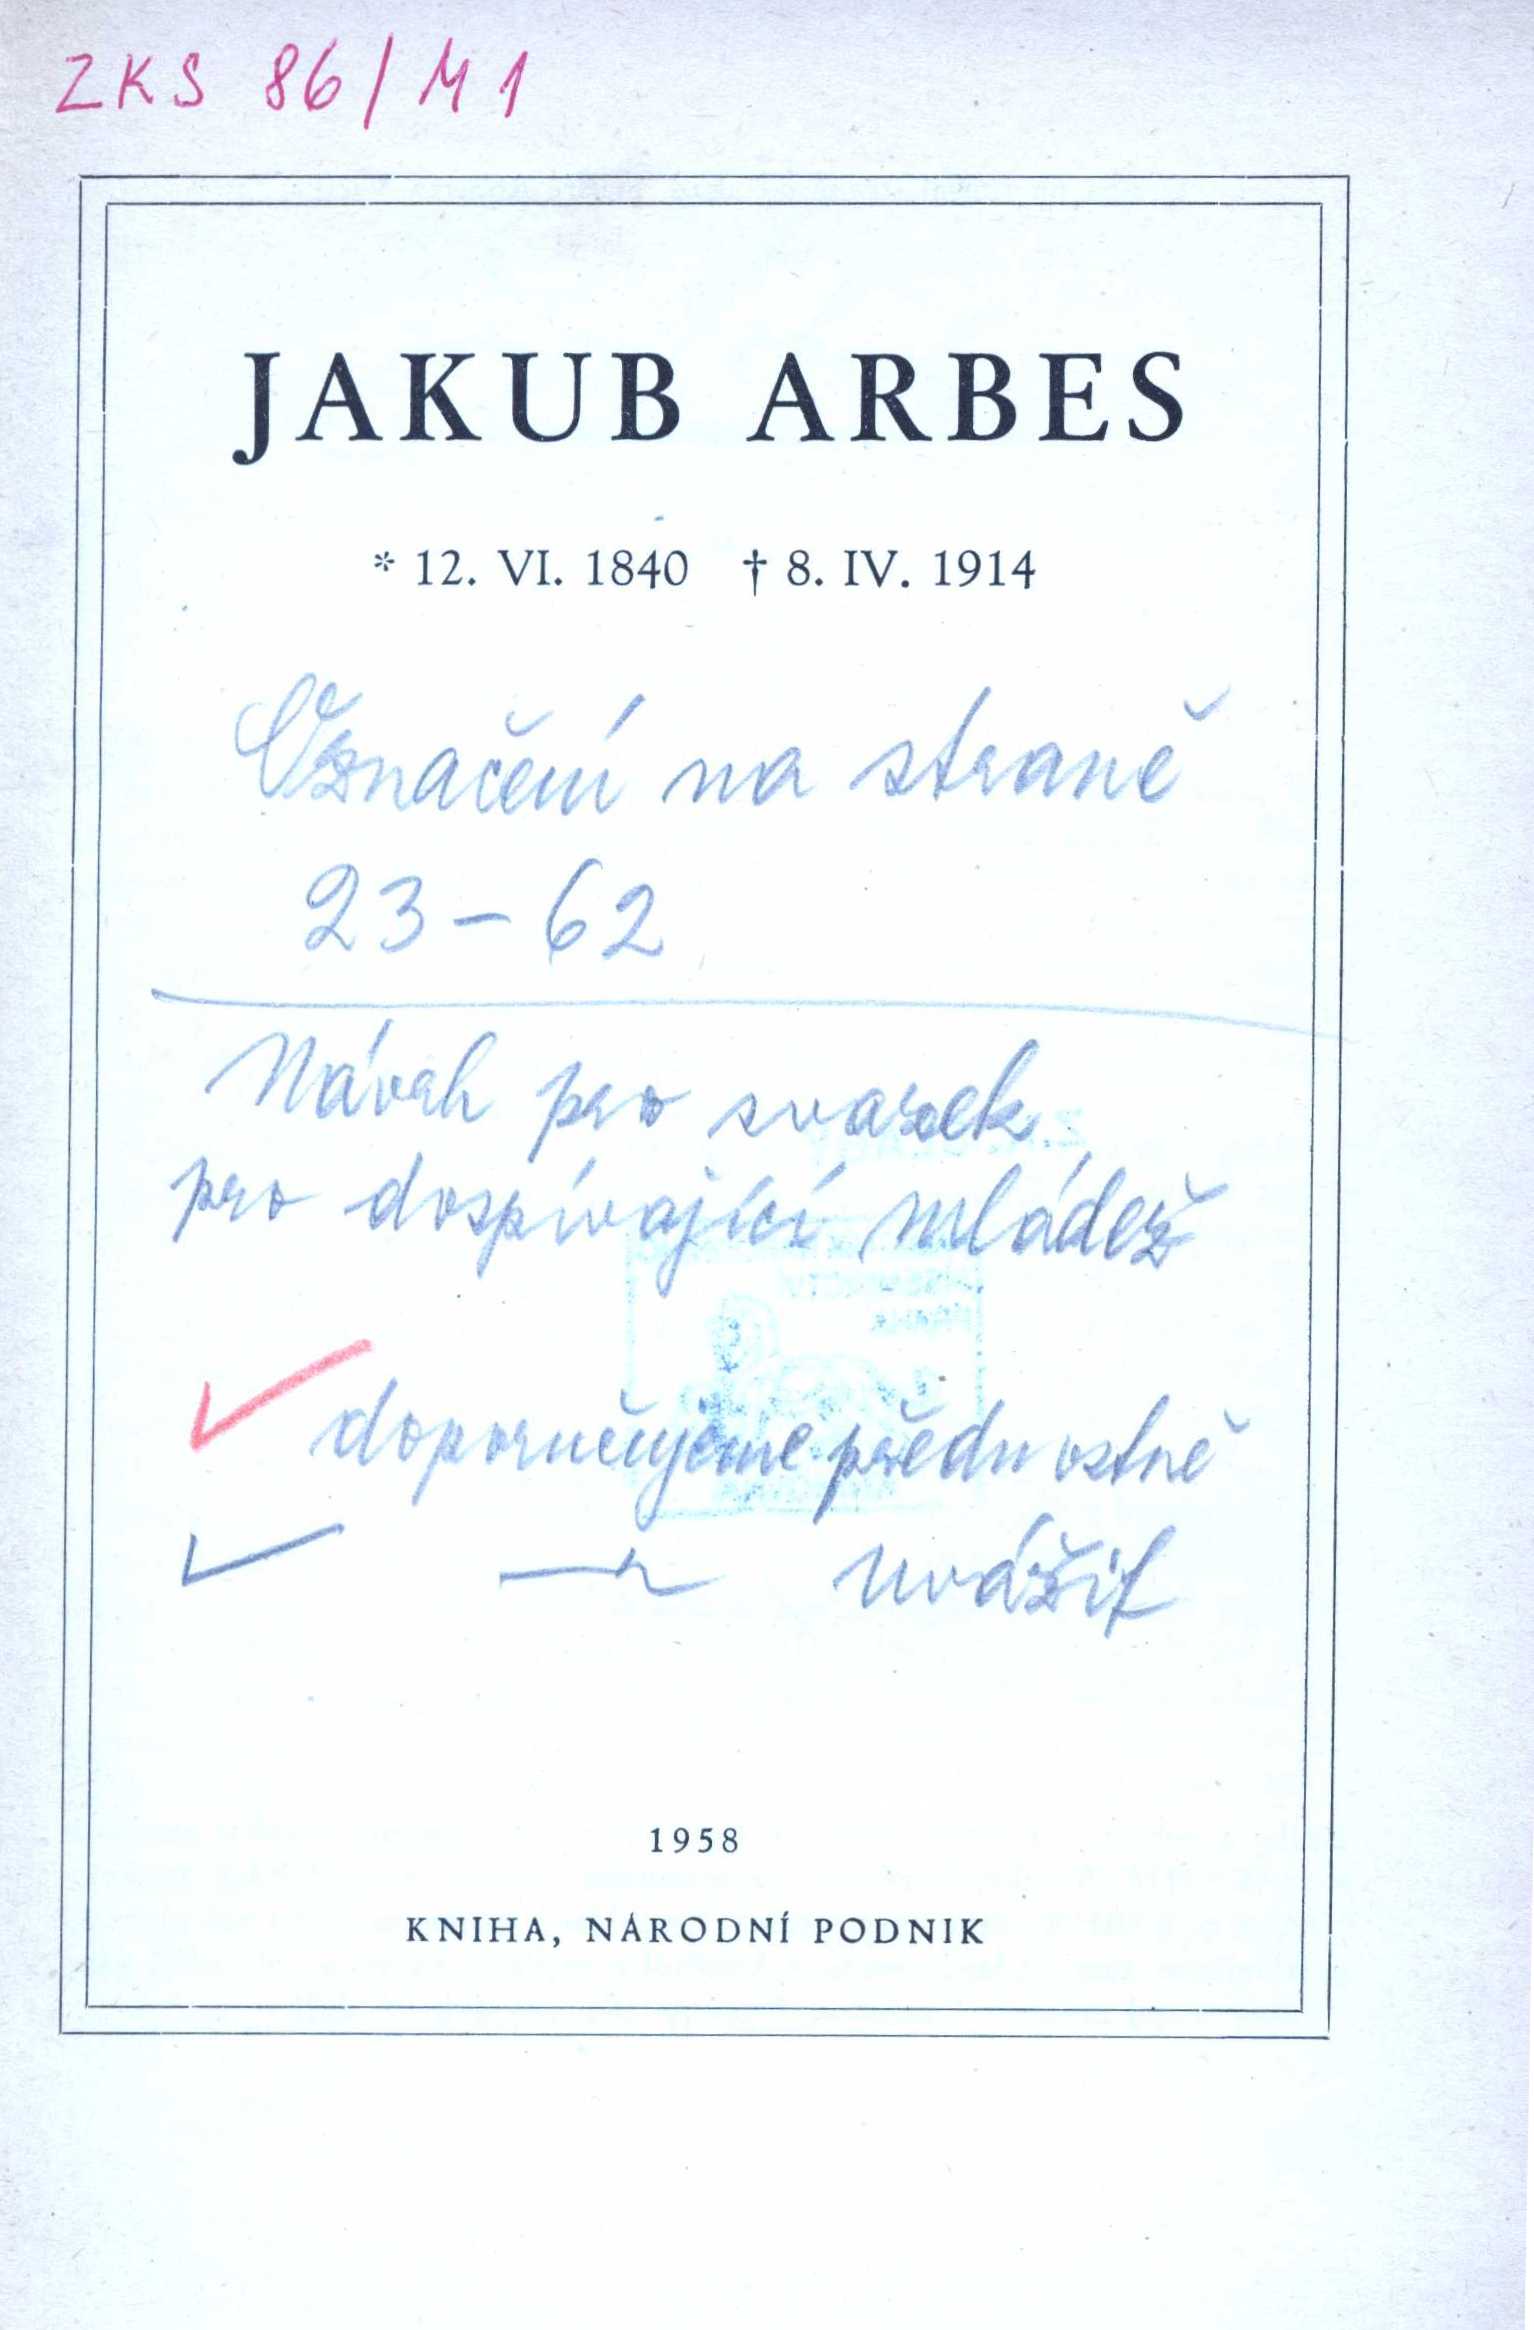 ZKS 86/M1
JAKUB ARBES
* 12. VI. 1840 † 8. IV. 1914
Označení na straně
23 - 62
Návrh pro svazek
pro dospívající mládež
✓ doporučujeme přednostně
✓ —〃— uvážit
1958
KNIHA, NÁRODNÍ PODNIK